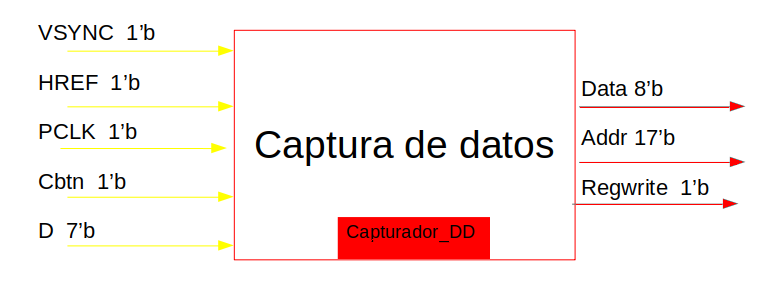 VSYNC 1’b
HREF 1’b
PCLK 1’b
Cbtn 1’b
D 7’b
Captura de datos
Capturador_DD
Data 8’b
Addr 17’b
Regwrite 1’b